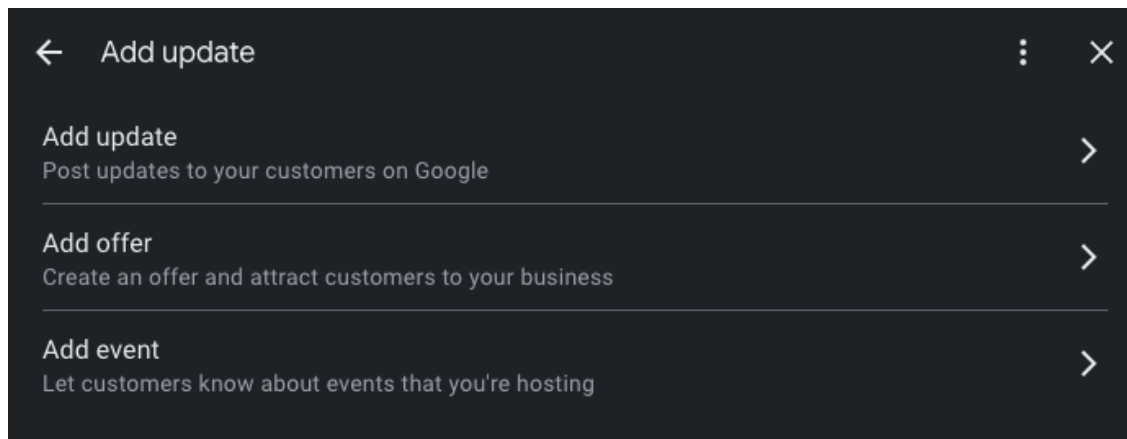 Add update
Add update
Post updates to your customers on Google
Add offer
Create an offer and attract customers to your business
Add event
Let customers know about events that you're hosting